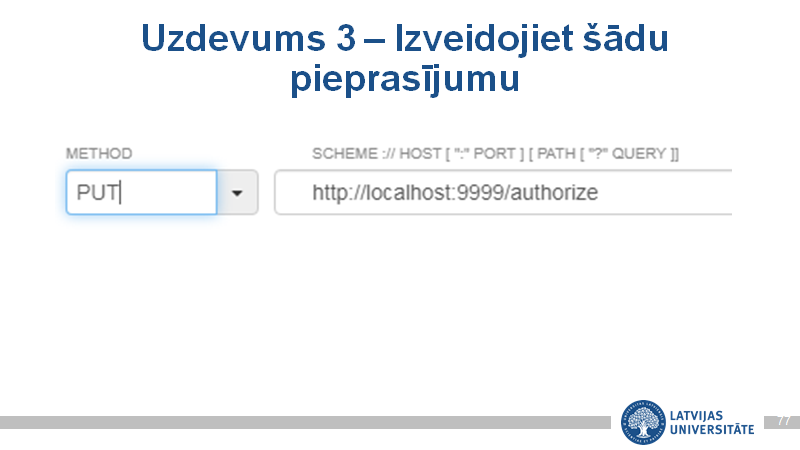 Uzdevums 3 – Izveidojiet šādu
pieprasījumu
METHOD
SCHEME :// HOST [ ":" PORT ] [ PATH [ "?" QUERY ]]
PUT
http://localhost:9999/authorize
LATVIJAS
UNIVERSITĀTE
77